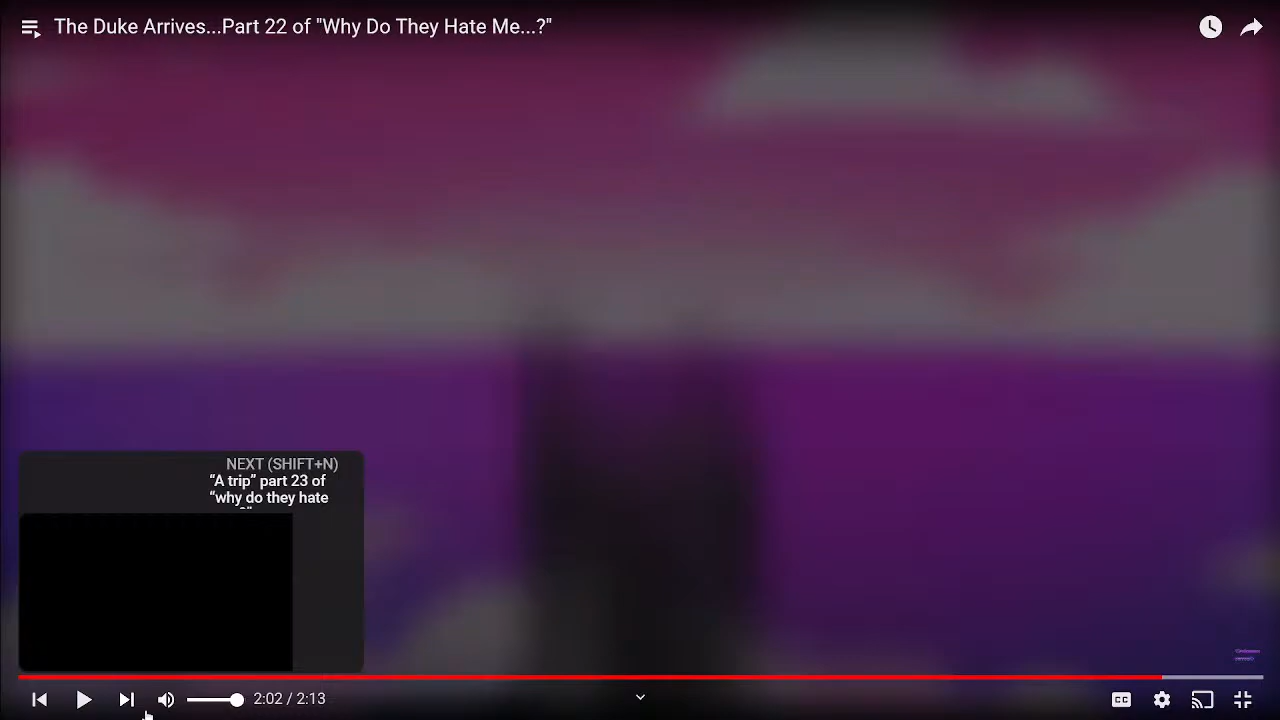 The Duke Arrives...Part 22 of "Why Do They Hate Me...?"
NEXT (SHIFT+N)
“A trip” part 23 of
“why do they hate
2:02 / 2:13
CC